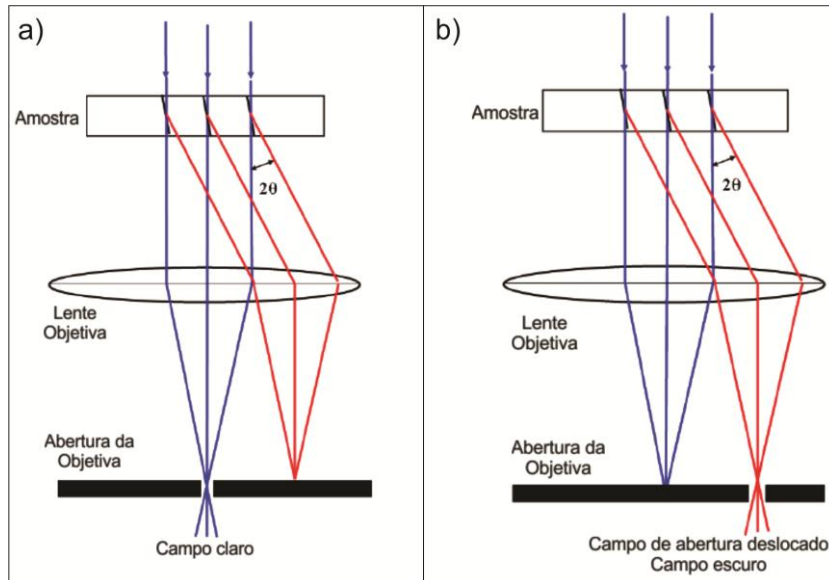 a)
Amostra
2θ
Lente
Objetiva
Abertura da
Objetiva
Campo claro
b)
Amostra
2θ
Lente
Objetiva
Abertura da
Objetiva
Campo de abertura deslocado
Campo escuro